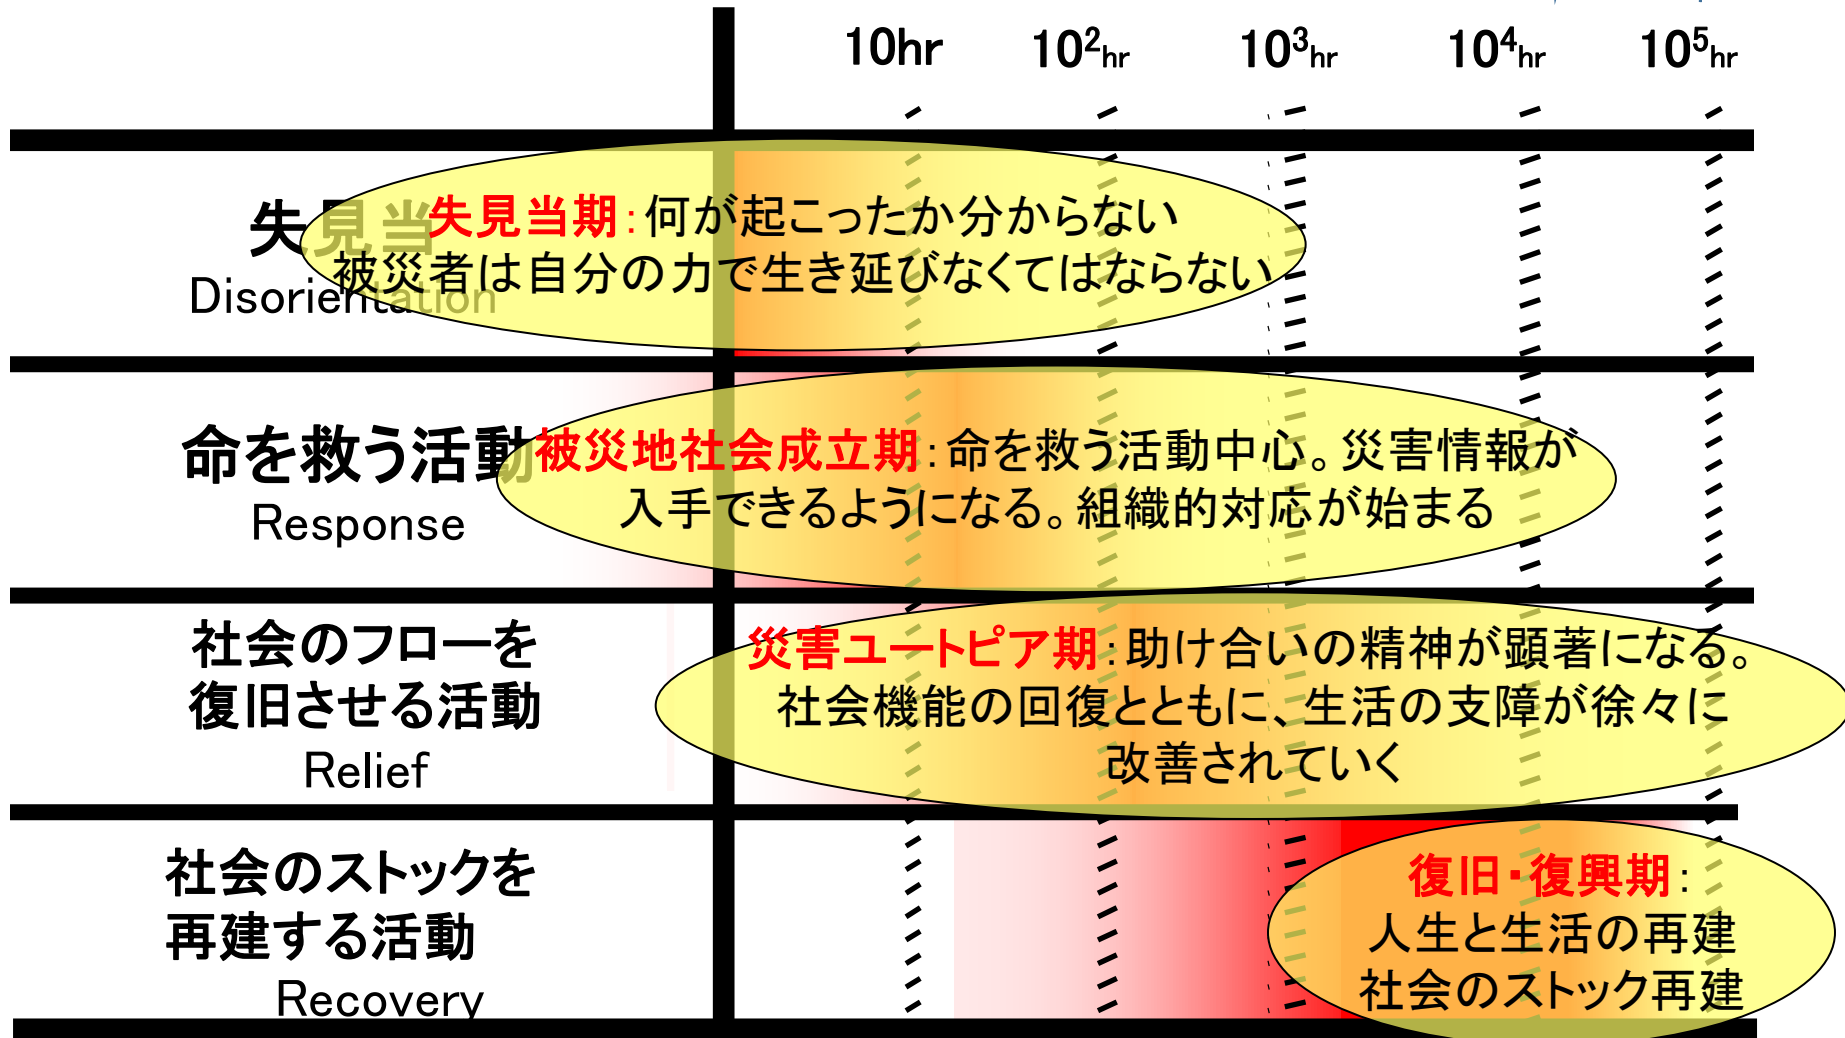 10hr 10²hr 10³hr 10⁴hr 10⁵hr
失見当
Disorientation
失見当期：何が起こったか分からない
被災者は自分の力で生き延びなくてはならない
命を救う活動
Response
被災地社会成立期：命を救う活動中心。災害情報が
入手できるようになる。組織的対応が始まる
社会のフローを
復旧させる活動
Relief
災害ユートピア期：助け合いの精神が顕著になる。
社会機能の回復とともに、生活の支障が徐々に
改善されていく
社会のストックを
再建する活動
Recovery
復旧・復興期：
人生と生活の再建
社会のストック再建